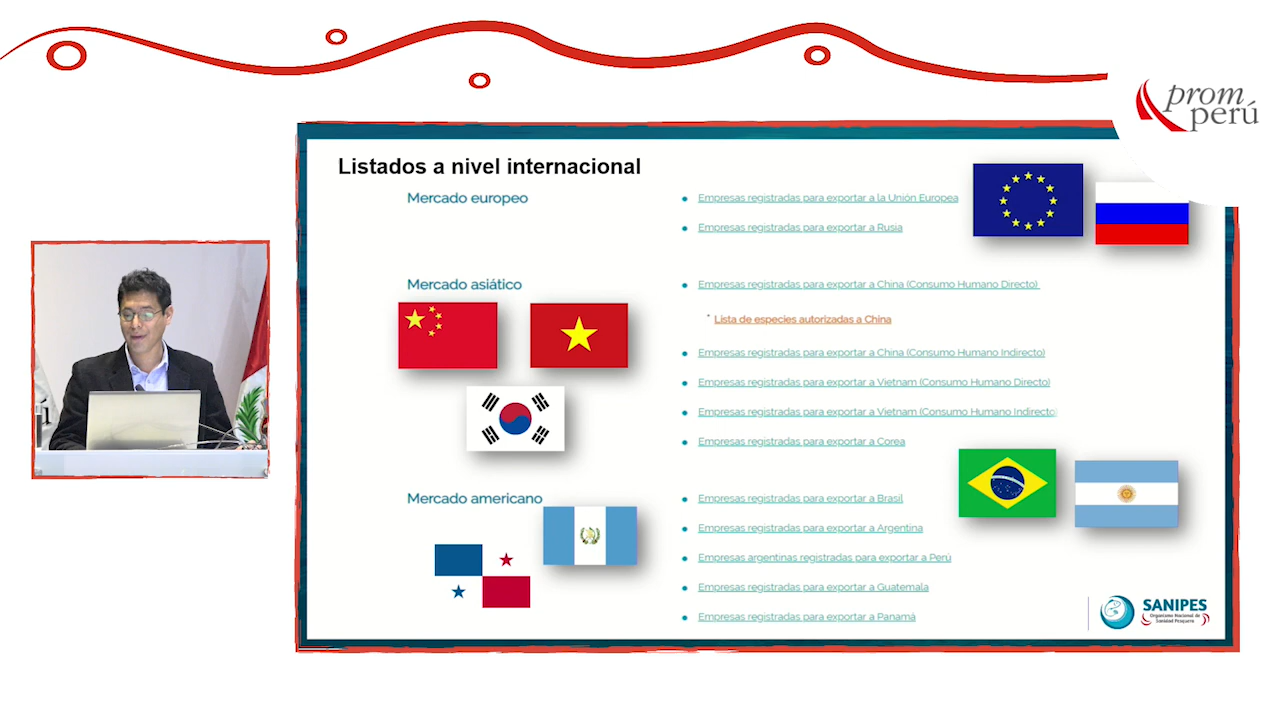 prom
perú
Listados a nivel internacional
Mercado europeo
Empresas registradas para exportar a la Unión Europea
Empresas registradas para exportar a Rusia
Mercado asiático
Empresas registradas para exportar a China (Consumo Humano Directo)
* Lista de especies autorizadas a China
Empresas registradas para exportar a China (Consumo Humano Indirecto)
Empresas registradas para exportar a Vietnam (Consumo Humano Directo)
Empresas registradas para exportar a Vietnam (Consumo Humano Indirecto)
Empresas registradas para exportar a Corea
Mercado americano
Empresas registradas para exportar a Brasil
Empresas registradas para exportar a Argentina
Empresas argentinas registradas para exportar a Perú
Empresas registradas para exportar a Guatemala
Empresas registradas para exportar a Panamá
SANIPES
Organismo Nacional de
Sanidad Pesquera